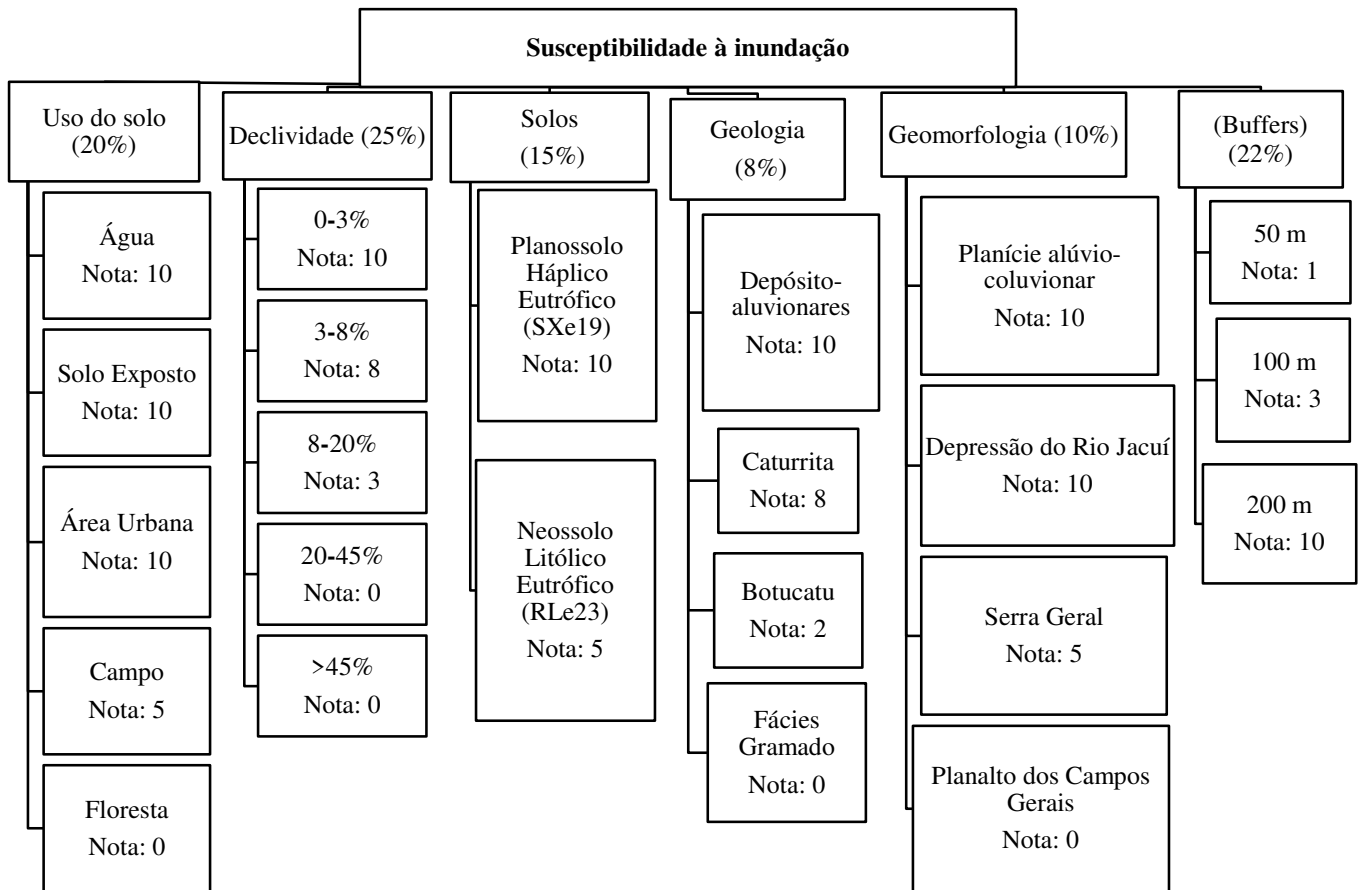 Susceptibilidade à inundação
Uso do solo
(20%)
Água
Nota: 10
Solo Exposto
Nota: 10
Área Urbana
Nota: 10
Campo
Nota: 5
Floresta
Nota: 0
Declividade (25%)
0-3%
Nota: 10
3-8%
Nota: 8
8-20%
Nota: 3
20-45%
Nota: 0
>45%
Nota: 0
Solos
(15%)
Planossolo
Háplico
Eutrófico
(SXe19)
Nota: 10
Neossolo
Litólico
Eutrófico
(RLe23)
Nota: 5
Geologia
(8%)
Depósito-
aluvionares
Nota: 10
Caturrita
Nota: 8
Botucatu
Nota: 2
Fácies
Gramado
Nota: 0
Geomorfologia (10%)
Planície alúvio-
coluvionar
Nota: 10
Depressão do Rio Jacuí
Nota: 10
Serra Geral
Nota: 5
Planalto dos Campos
Gerais
Nota: 0
(Buffers)
(22%)
50 m
Nota: 1
100 m
Nota: 3
200 m
Nota: 10